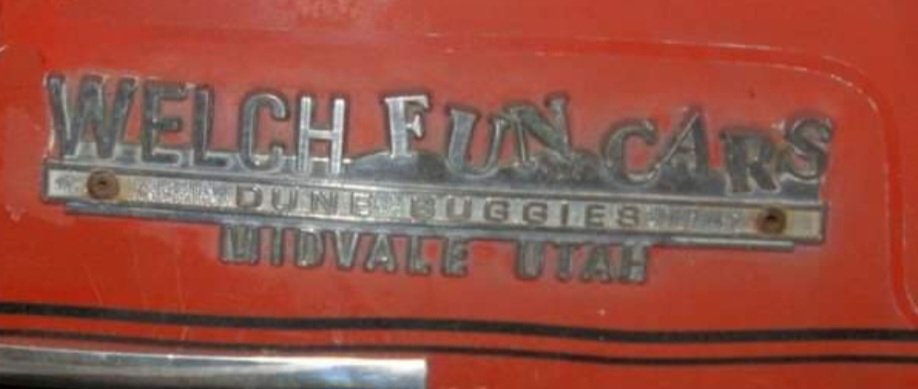 WELCH FUN CARS
DUNE BUGGIES
MIDVALE UTAH